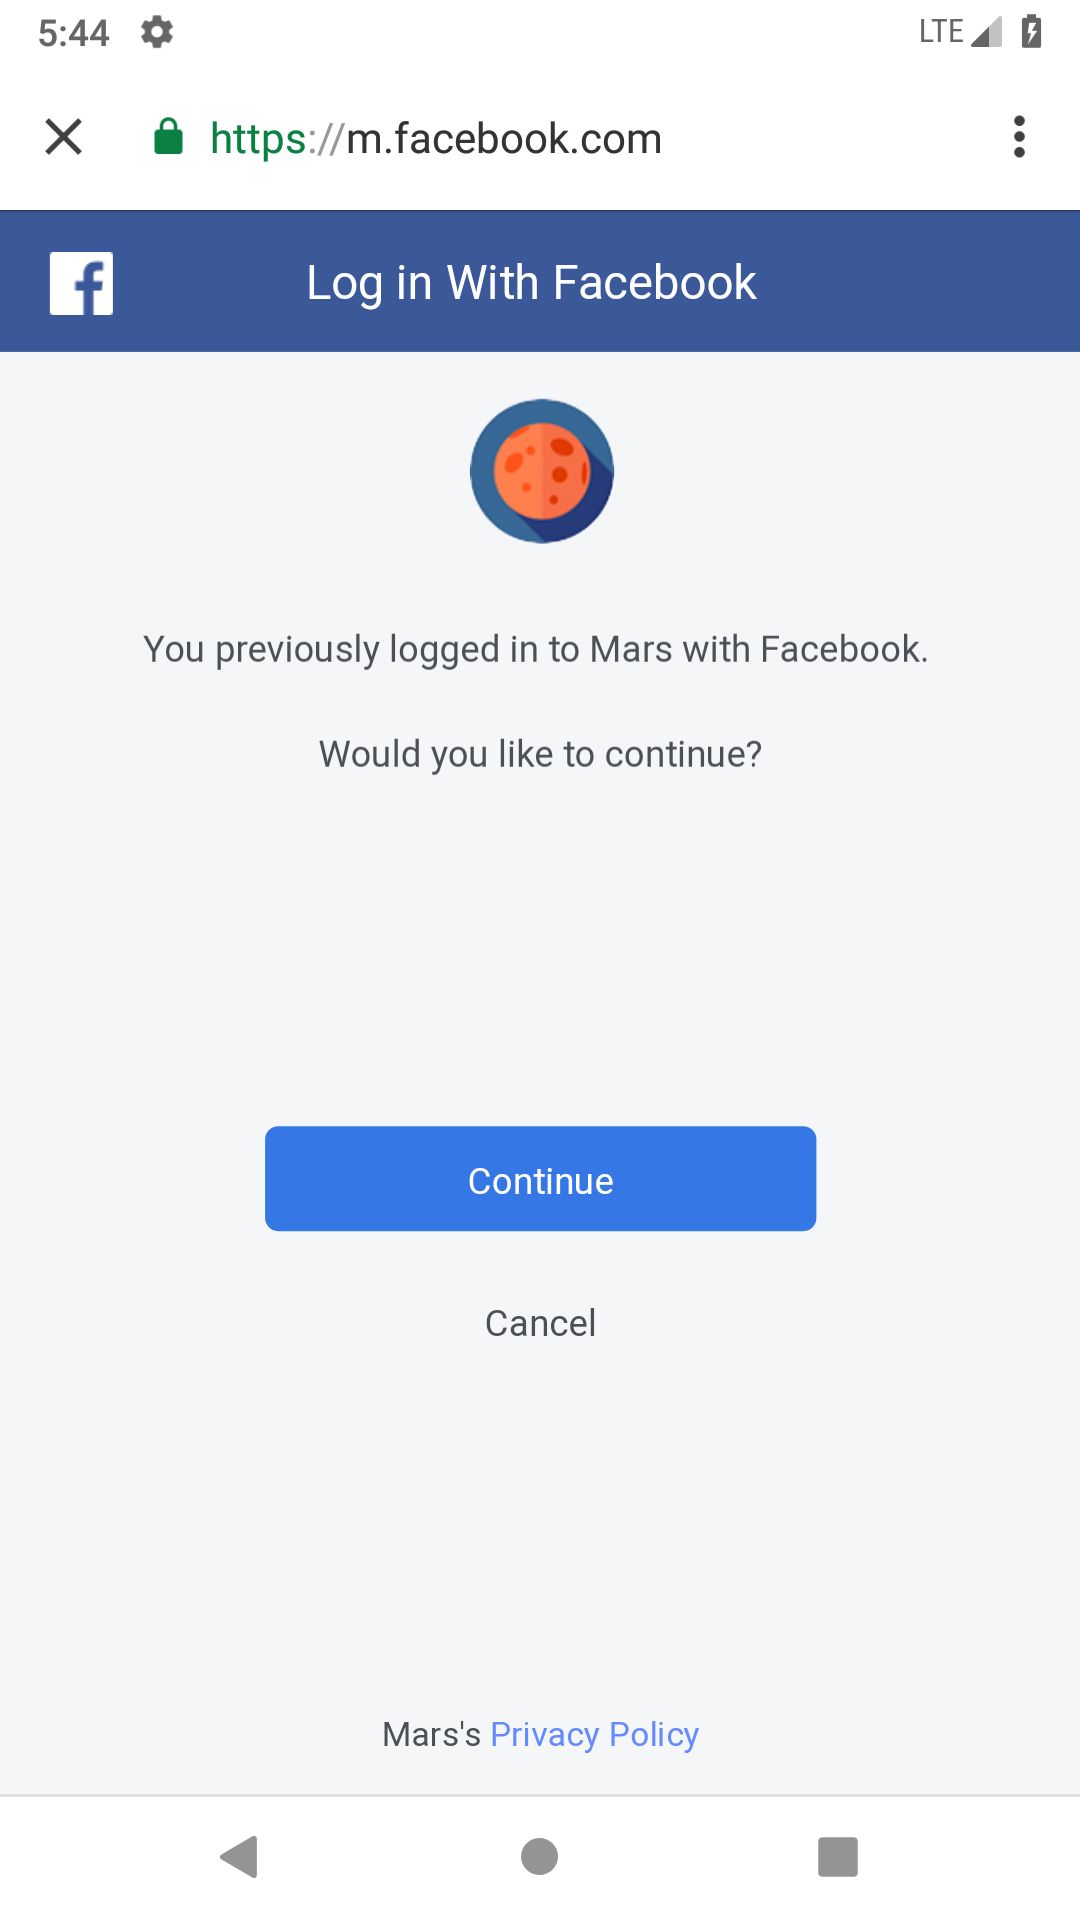 5:44 LTE
https://m.facebook.com
f Log in With Facebook
You previously logged in to Mars with Facebook.
Would you like to continue?
Continue
Cancel
Mars's Privacy Policy